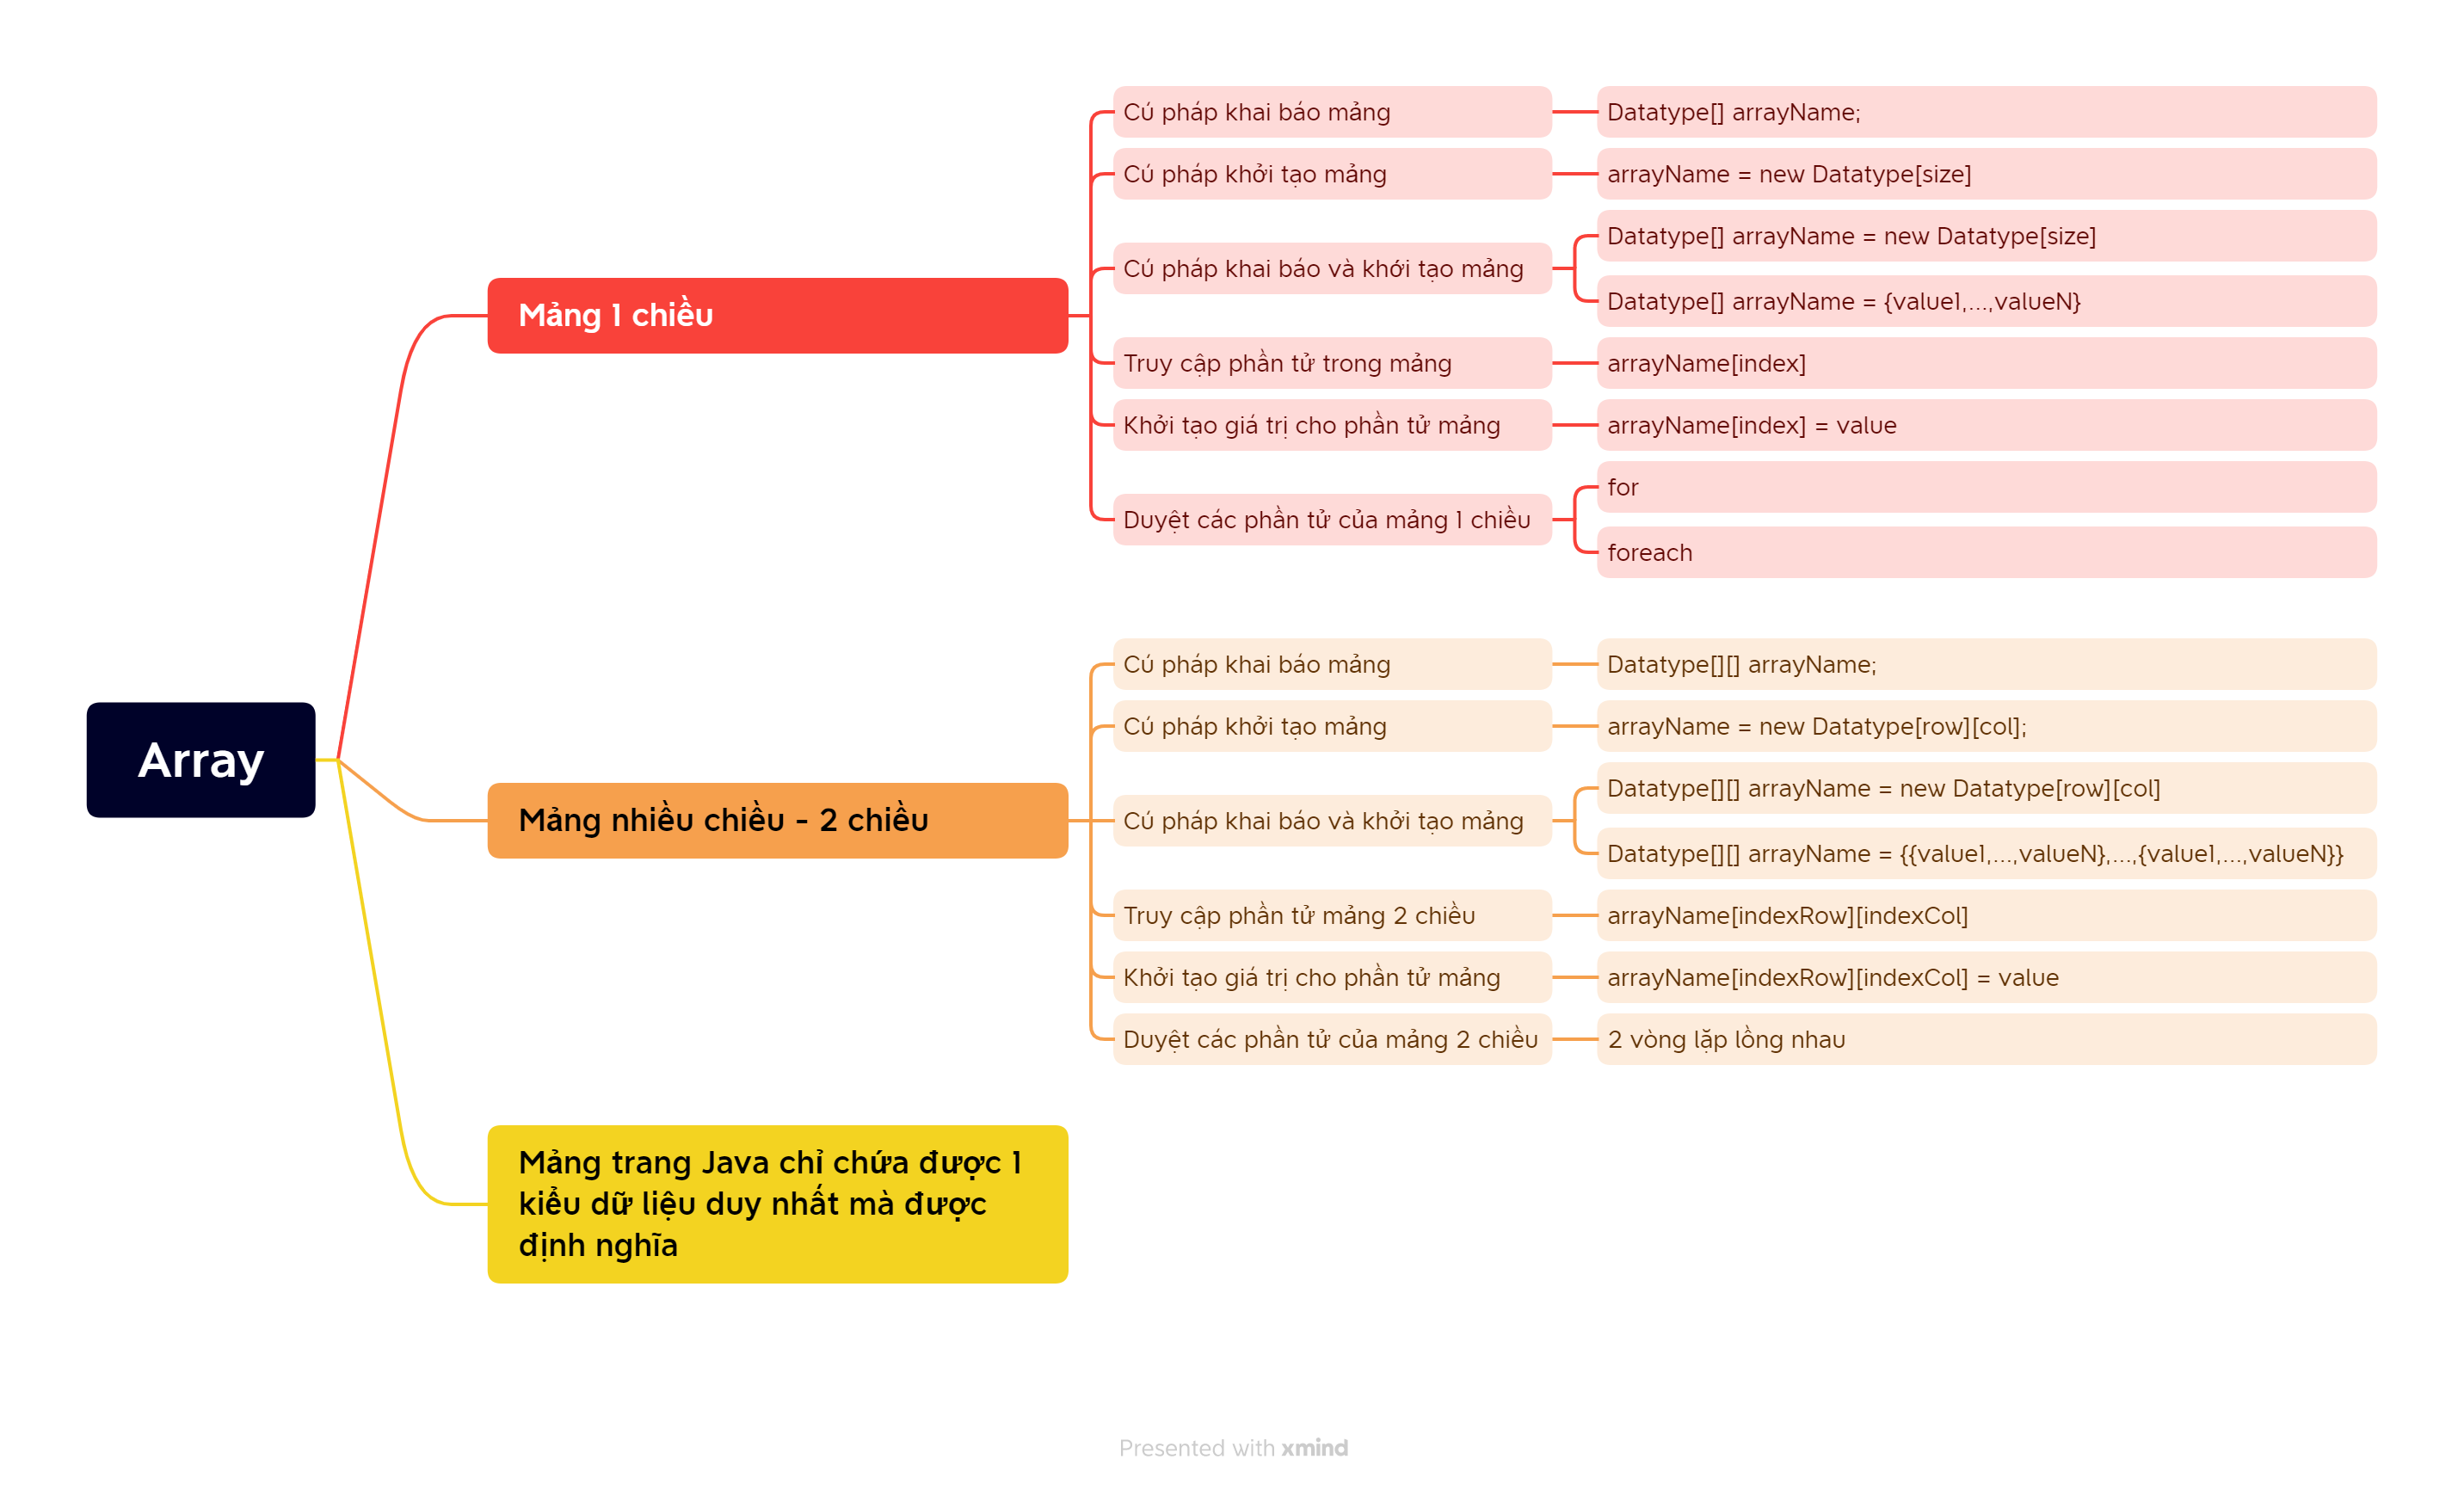 Array
Mảng 1 chiều
Cú pháp khai báo mảng
Datatype[] arrayName;
Cú pháp khởi tạo mảng
arrayName = new Datatype[size]
Cú pháp khai báo và khới tạo mảng
Datatype[] arrayName = new Datatype[size]
Datatype[] arrayName = {value1,...,valueN}
Truy cập phần tử trong mảng
arrayName[index]
Khởi tạo giá trị cho phần tử mảng
arrayName[index] = value
Duyệt các phần tử của mảng 1 chiều
for
foreach
Mảng nhiều chiều - 2 chiều
Cú pháp khai báo mảng
Datatype[][] arrayName;
Cú pháp khởi tạo mảng
arrayName = new Datatype[row][col];
Cú pháp khai báo và khởi tạo mảng
Datatype[][] arrayName = new Datatype[row][col]
Datatype[][] arrayName = {{value1,...,valueN},...,{value1,...,valueN}}
Truy cập phần tử mảng 2 chiều
arrayName[indexRow][indexCol]
Khởi tạo giá trị cho phần tử mảng
arrayName[indexRow][indexCol] = value
Duyệt các phần tử của mảng 2 chiều
2 vòng lặp lồng nhau
Mảng trang Java chỉ chứa được 1
kiểu dữ liệu duy nhất mà được
định nghĩa
Presented with xmind